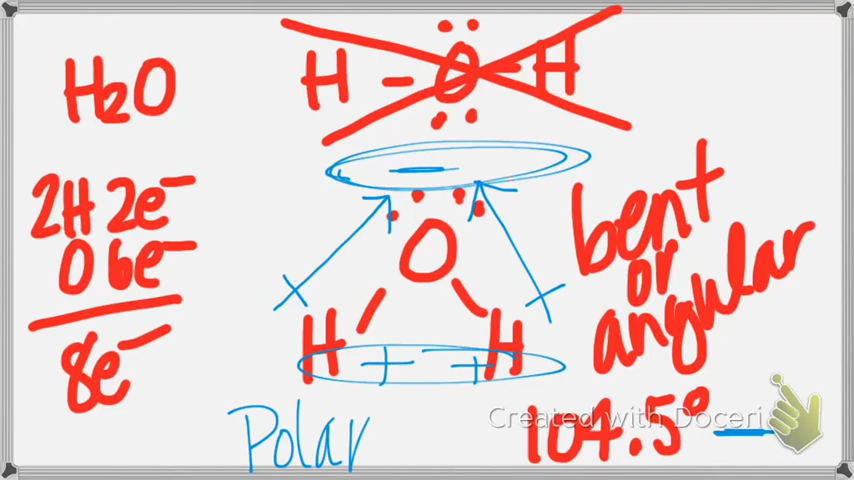 H₂O
H - O - H
2H 2e⁻
O 6e⁻
8e⁻
O
H H
- 
+ +
bent
or
angular
104.5°
Polar
Created with Doceri